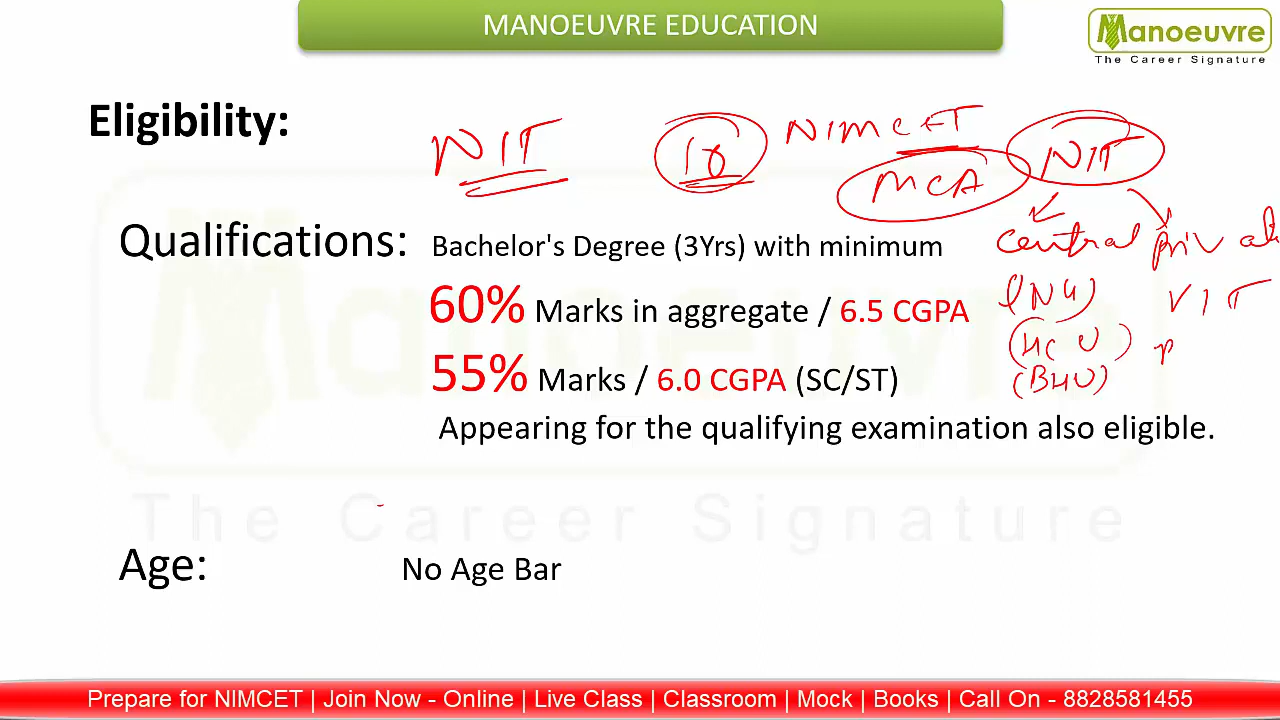 MANOEUVRE EDUCATION
Manoeuvre
The Career Signature
Eligibility:
NIT
18
NIMCET
NIT
MCA
Qualifications: Bachelor's Degree (3Yrs) with minimum
central
60% Marks in aggregate / 6.5 CGPA
VIT
55% Marks / 6.0 CGPA (SC/ST)
(HCU)
(BHU)
Appearing for the qualifying examination also eligible.
The Career Signature
Age: No Age Bar
Prepare for NIMCET | Join Now - Online | Live Class | Classroom | Mock | Books | Call On - 8828581455